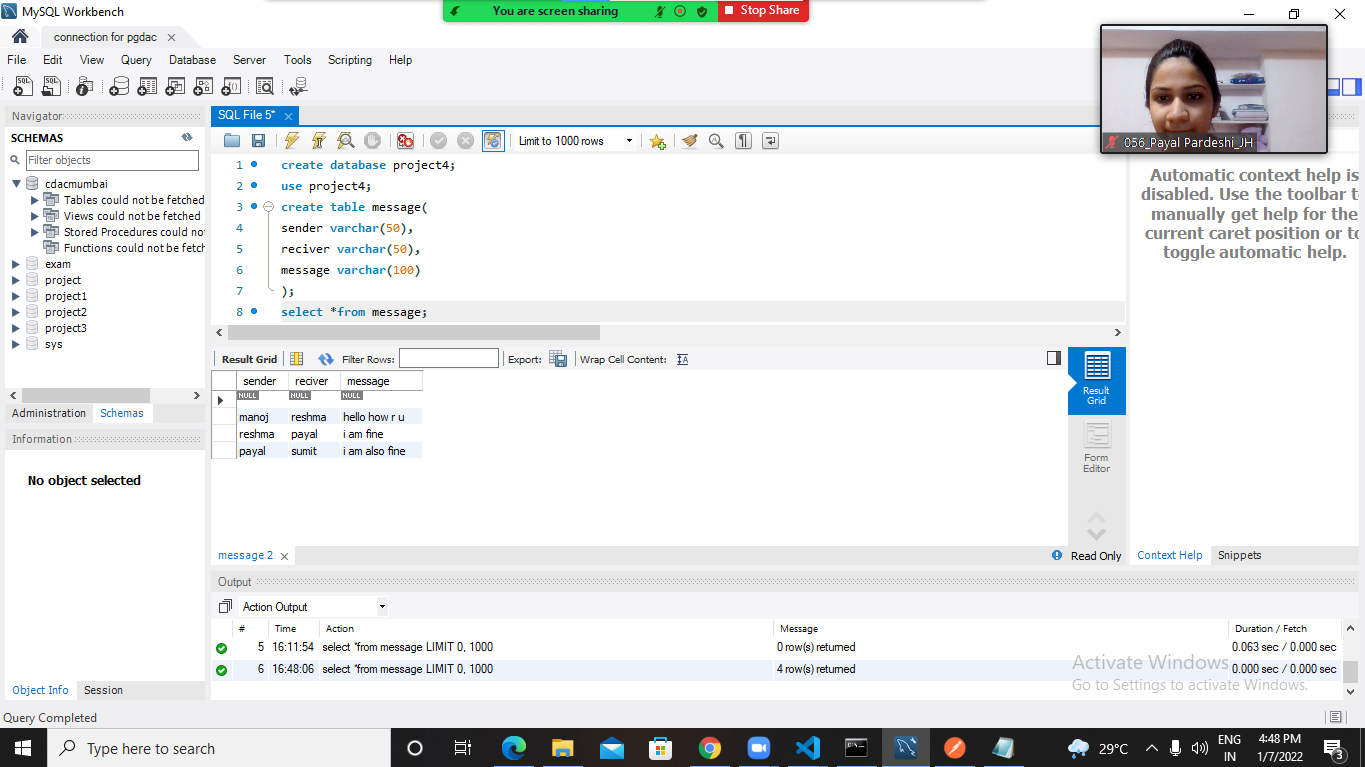 MySQL Workbench
You are screen sharing
Stop Share
connection for pgdac
File Edit View Query Database Server Tools Scripting Help
Navigator
SCHEMAS
Filter objects
cdacmumbai
Tables could not be fetched
Views could not be fetched
Stored Procedures could no
Functions could not be fetch
exam
project
project1
project2
project3
sys
Administration Schemas
Information
No object selected
Object Info Session
SQL File 5*
Limit to 1000 rows
1 create database project4;
2 use project4;
3 create table message(
4 sender varchar(50),
5 reciver varchar(50),
6 message varchar(100)
7 );
8 select *from message;
Result Grid Filter Rows: Export: Wrap Cell Content:
sender reciver message
NULL NULL NULL
manoj reshma hello how r u
reshma payal i am fine
payal sumit i am also fine
Result
Grid
Form
Editor
message 2
Read Only
056_Payal Pardeshi_JH
Automatic context help is
disabled. Use the toolbar t
manually get help for the
current caret position or to
toggle automatic help.
Context Help Snippets
Output
Action Output
# Time Action Message Duration / Fetch
5 16:11:54 select *from message LIMIT 0, 1000 0 row(s) returned 0.063 sec / 0.000 sec
6 16:48:06 select *from message LIMIT 0, 1000 4 row(s) returned 0.000 sec / 0.000 sec
Activate Windows
Go to Settings to activate Windows.
Query Completed
Type here to search
29°C
ENG
IN
4:48 PM
1/7/2022
3